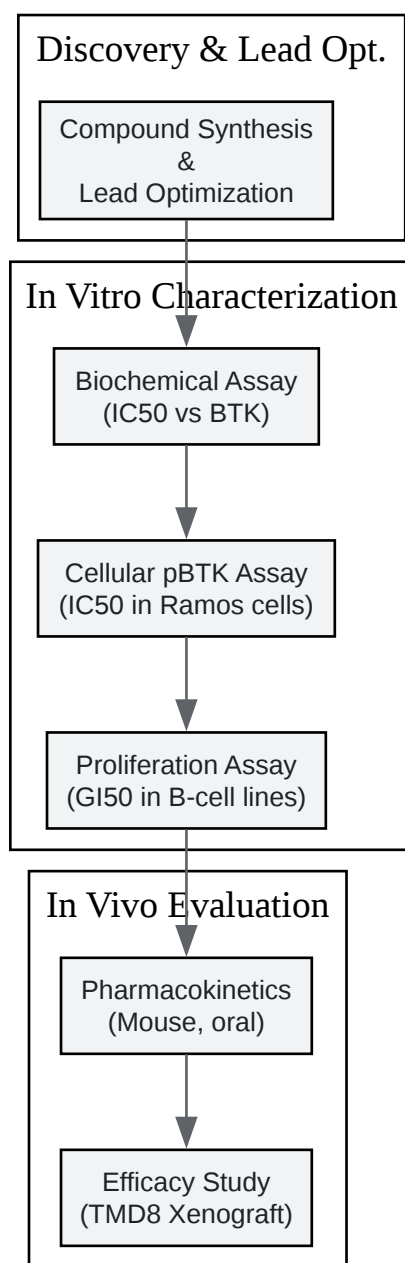 Discovery & Lead Opt.
Compound Synthesis
&
Lead Optimization
In Vitro Characterization
Biochemical Assay
(IC50 vs BTK)
Cellular pBTK Assay
(IC50 in Ramos cells)
Proliferation Assay
(GI50 in B-cell lines)
In Vivo Evaluation
Pharmacokinetics
(Mouse, oral)
Efficacy Study
(TMD8 Xenograft)